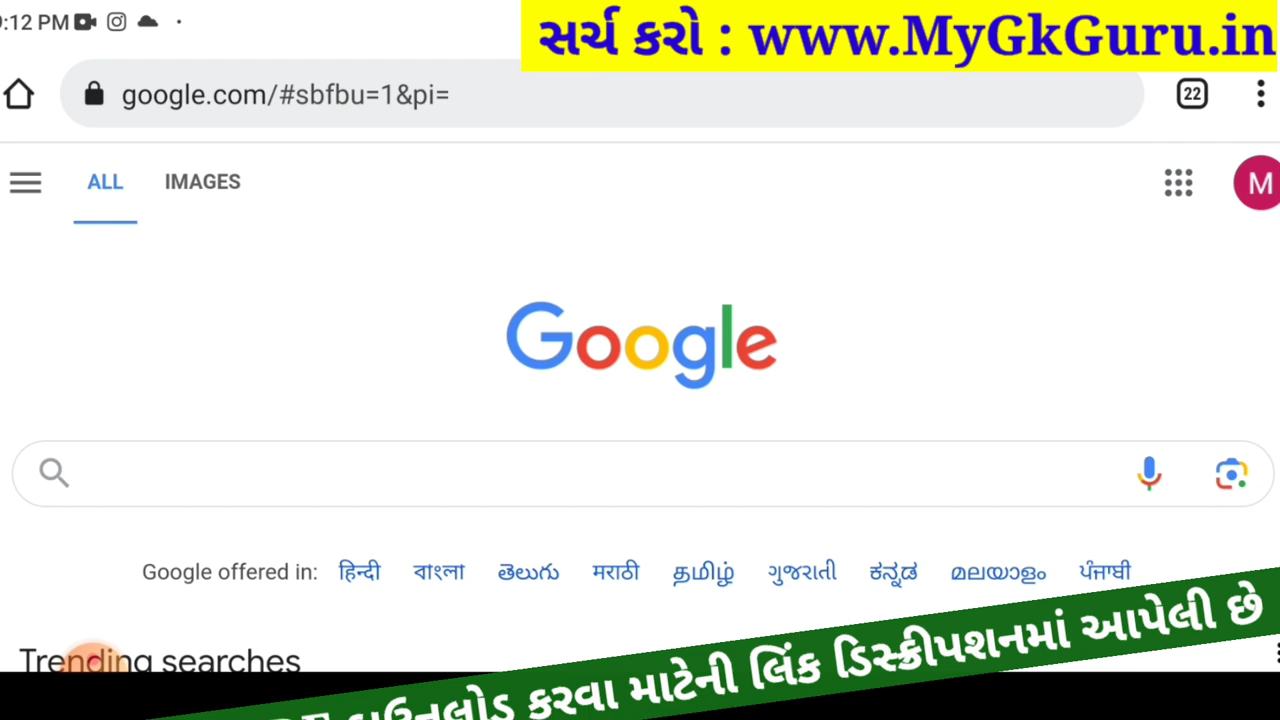 :12 PM
સર્ચ કરો : www.MyGkGuru.in
google.com/#sbfbu=1&pi=
22
ALL IMAGES
M
Google
Google offered in: हिन्दी বাংলা తెలుగు मराठी தமிழ் ગુજરાતી ಕನ್ನಡ മലയാളം ਪੰਜਾਬੀ
Trending searches
કરવા માટેની લિંક ડિસ્ક્રીપશનમાં આપેલી છે